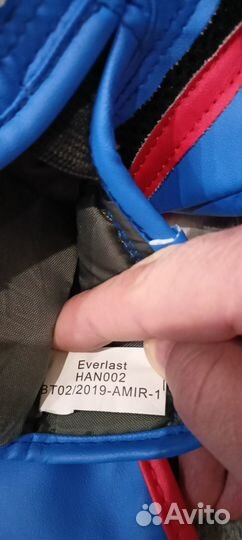 Everlast
HAN002
BT02/2019-AMIR-1
Avito